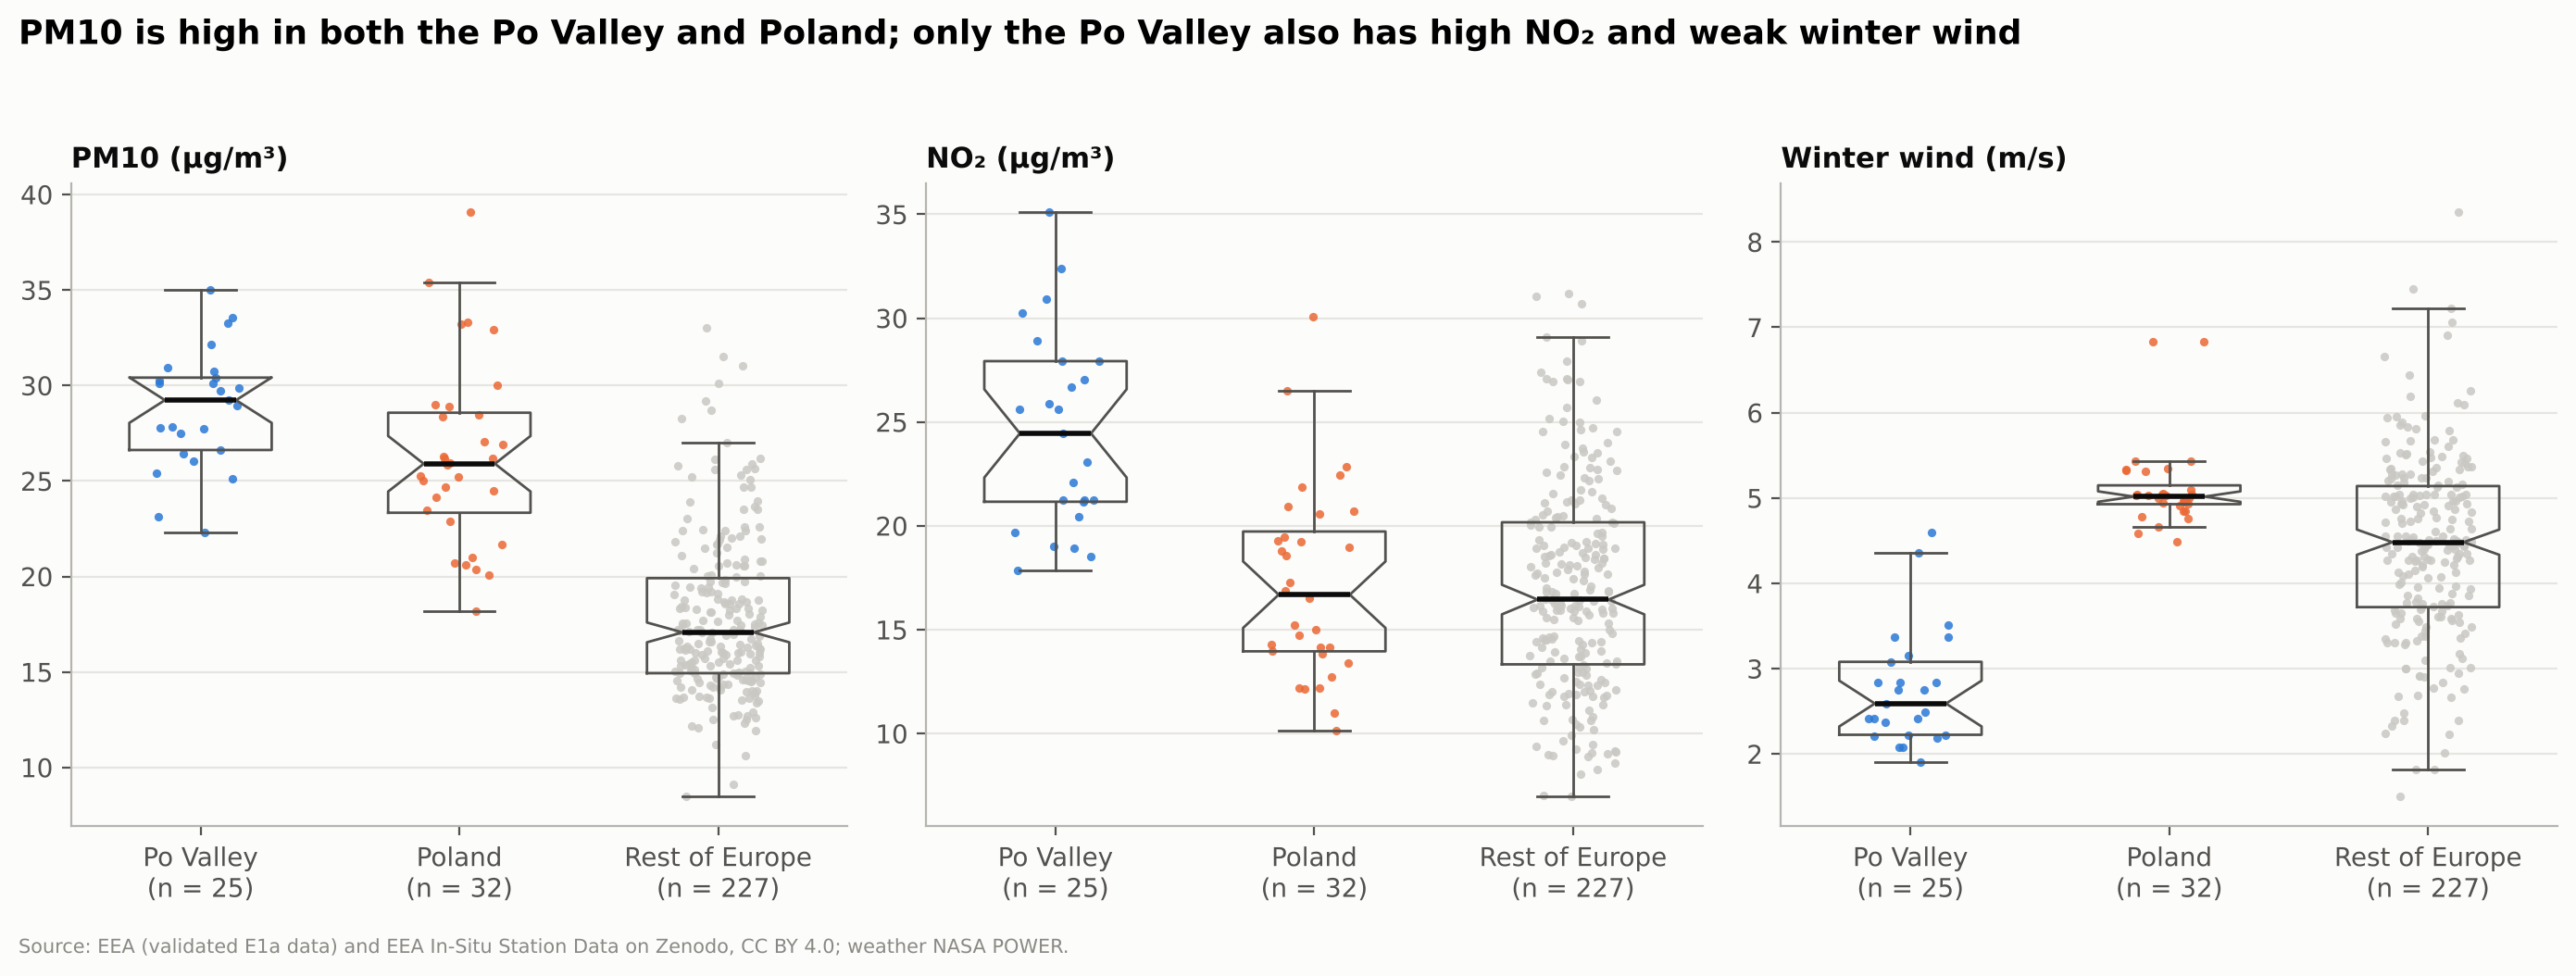 PM10 is high in both the Po Valley and Poland; only the Po Valley also has high NO₂ and weak winter wind
PM10 (µg/m³)
40
35
30
25
20
15
10
Po Valley
(n = 25)
Poland
(n = 32)
Rest of Europe
(n = 227)
NO₂ (µg/m³)
35
30
25
20
15
10
Po Valley
(n = 25)
Poland
(n = 32)
Rest of Europe
(n = 227)
Winter wind (m/s)
8
7
6
5
4
3
2
Po Valley
(n = 25)
Poland
(n = 32)
Rest of Europe
(n = 227)
Source: EEA (validated E1a data) and EEA In-Situ Station Data on Zenodo, CC BY 4.0; weather NASA POWER.